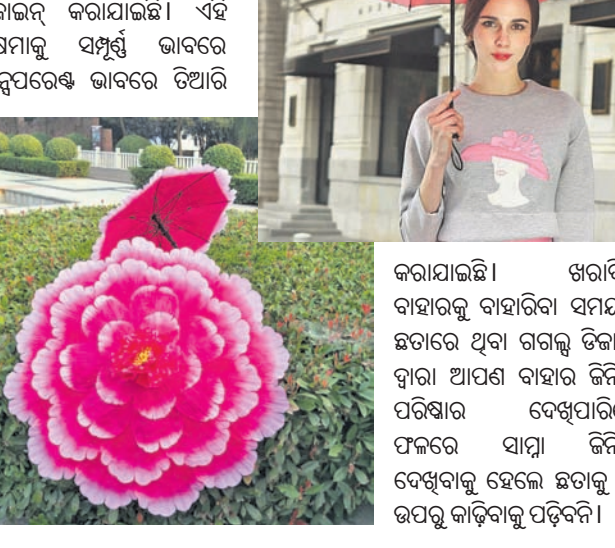 କରାଯାଇଛି। ଏହି
ସମ୍ପୂର୍ଣ୍ଣ ଭାବରେ
ଭାବରେ ତିଆରି
କରାଯାଇଛି।
ବାହାରକୁ ବାହାରିବା
ଛତାରେ ଥିବା ଗଗଲ୍ସ
ଦ୍ୱାରା ଆପଣ ବାହାର
ପରିଷ୍କାର
ଫଳରେ ସାମ୍ନା
ଦେଖିବାକୁ ହେଲେ ଛତାକୁ
ଉପରୁ କାଢ଼ିବାକୁ ପଡ଼ିବନି।